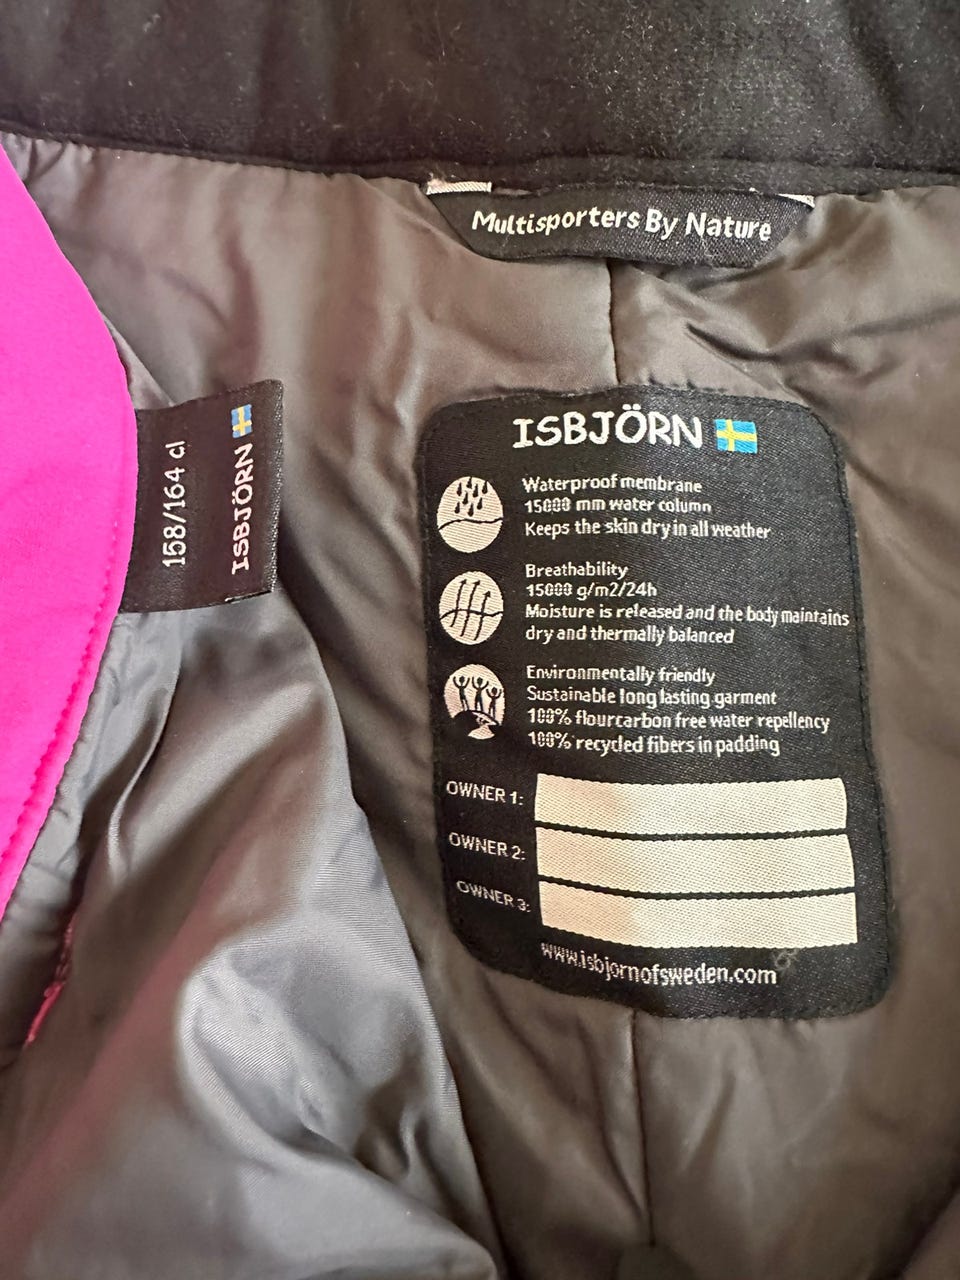 Multisporters By Nature
158/164 cl
ISBJÖRN
ISBJÖRN
Waterproof membrane
15000 mm water column
Keeps the skin dry in all weather
Breathability
15000 g/m2/24h
Moisture is released and the body maintains
dry and thermally balanced
Environmentally friendly
Sustainable long lasting garment
100% flourcarbon free water repellency
100% recycled fibers in padding
OWNER 1:
OWNER 2:
OWNER 3:
www.isbjornofsweden.com